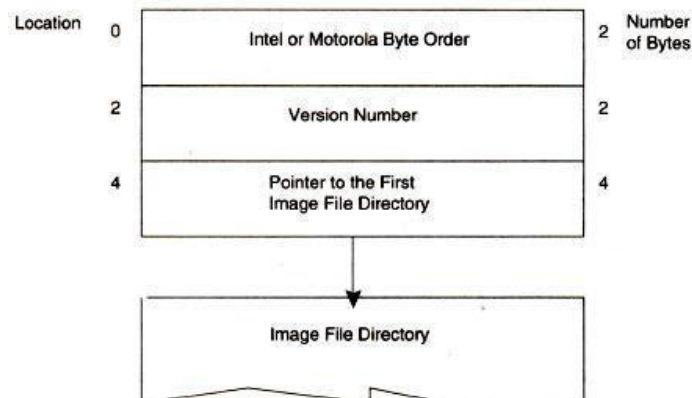 Location
0
Intel or Motorola Byte Order
2
Number
of Bytes
2
Version Number
2
4
Pointer to the First
Image File Directory
4
Image File Directory